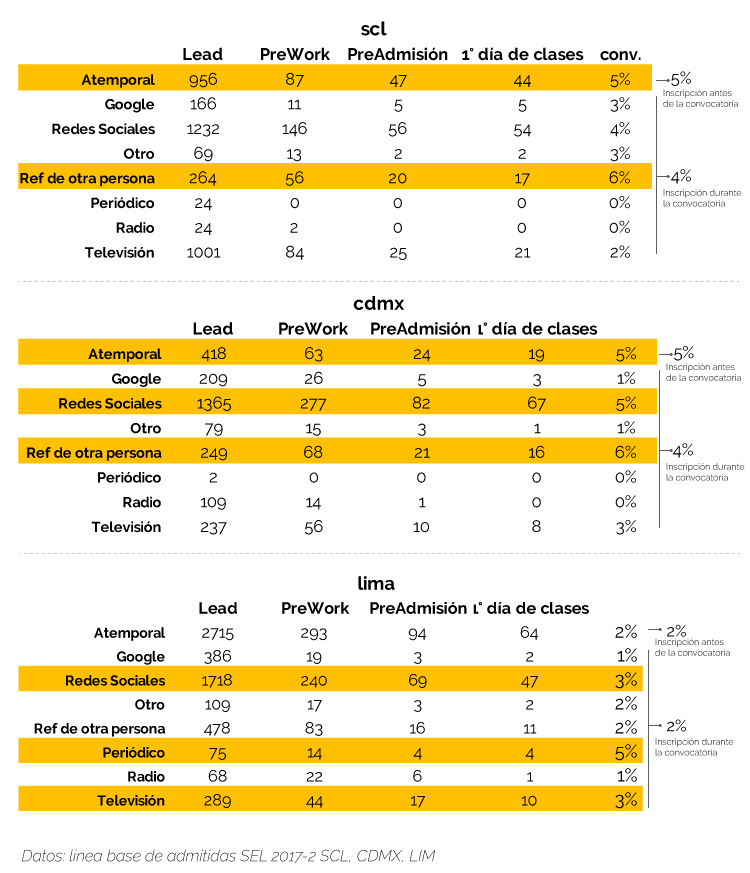 scl
Lead PreWork PreAdmisión 1° día de clases conv.
Atemporal 956 87 47 44 5% 5%
Google 166 11 5 5 3% Inscripción antes
de la convocatoria
Redes Sociales 1232 146 56 54 4%
Otro 69 13 2 2 3%
Ref de otra persona 264 56 20 17 6% 4%
Inscripción durante
la convocatoria
Periódico 24 0 0 0 0%
Radio 24 2 0 0 0%
Televisión 1001 84 25 21 2%
cdmx
Lead PreWork PreAdmisión 1° día de clases
Atemporal 418 63 24 19 5% 5%
Inscripción antes
de la convocatoria
Google 209 26 5 3 1%
Redes Sociales 1365 277 82 67 5%
Otro 79 15 3 1 1%
Ref de otra persona 249 68 21 16 6% 4%
Inscripción durante
la convocatoria
Periódico 2 0 0 0 0%
Radio 109 14 1 0 0%
Televisión 237 56 10 8 3%
lima
Lead PreWork PreAdmisión 1° día de clases
Atemporal 2715 293 94 64 2% 2%
Inscripción antes
de la convocatoria
Google 386 19 3 2 1%
Redes Sociales 1718 240 69 47 3%
Otro 109 17 3 2 2%
Ref de otra persona 478 83 16 11 2% 2%
Inscripción durante
la convocatoria
Periódico 75 14 4 4 5%
Radio 68 22 6 1 1%
Televisión 289 44 17 10 3%
Datos: línea base de admitidas SEL 2017-2 SCL, CDMX, LIM